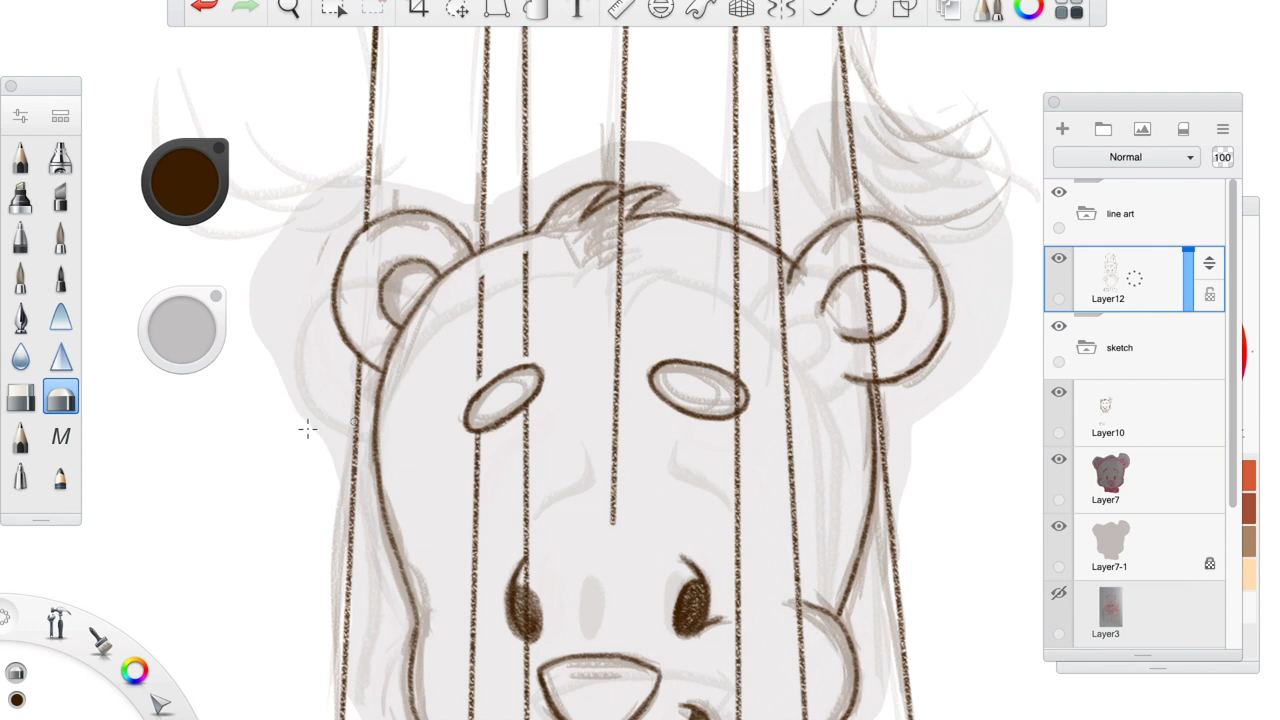 T
Normal
100
line art
Layer12
sketch
Layer10
Layer7
Layer7-1
Layer3
M